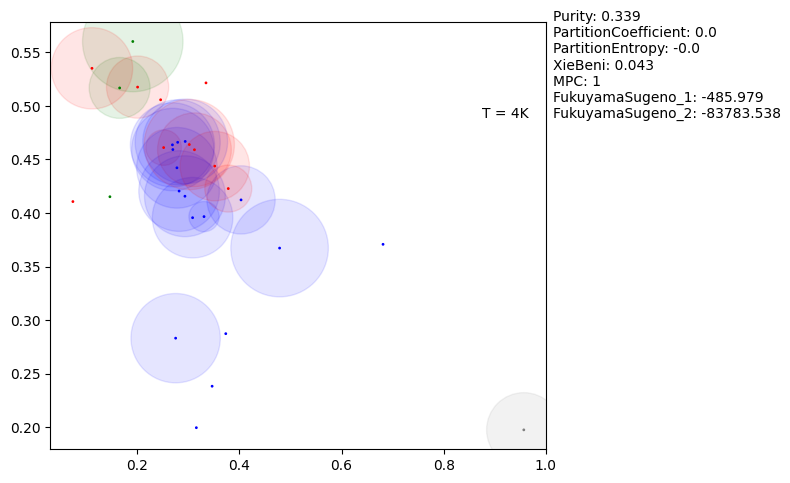 Purity: 0.339
PartitionCoefficient: 0.0
PartitionEntropy: -0.0
XieBeni: 0.043
MPC: 1
FukuyamaSugeno_1: -485.979
FukuyamaSugeno_2: -83783.538
T = 4K
0.55
0.50
0.45
0.40
0.35
0.30
0.25
0.20
0.2 0.4 0.6 0.8 1.0